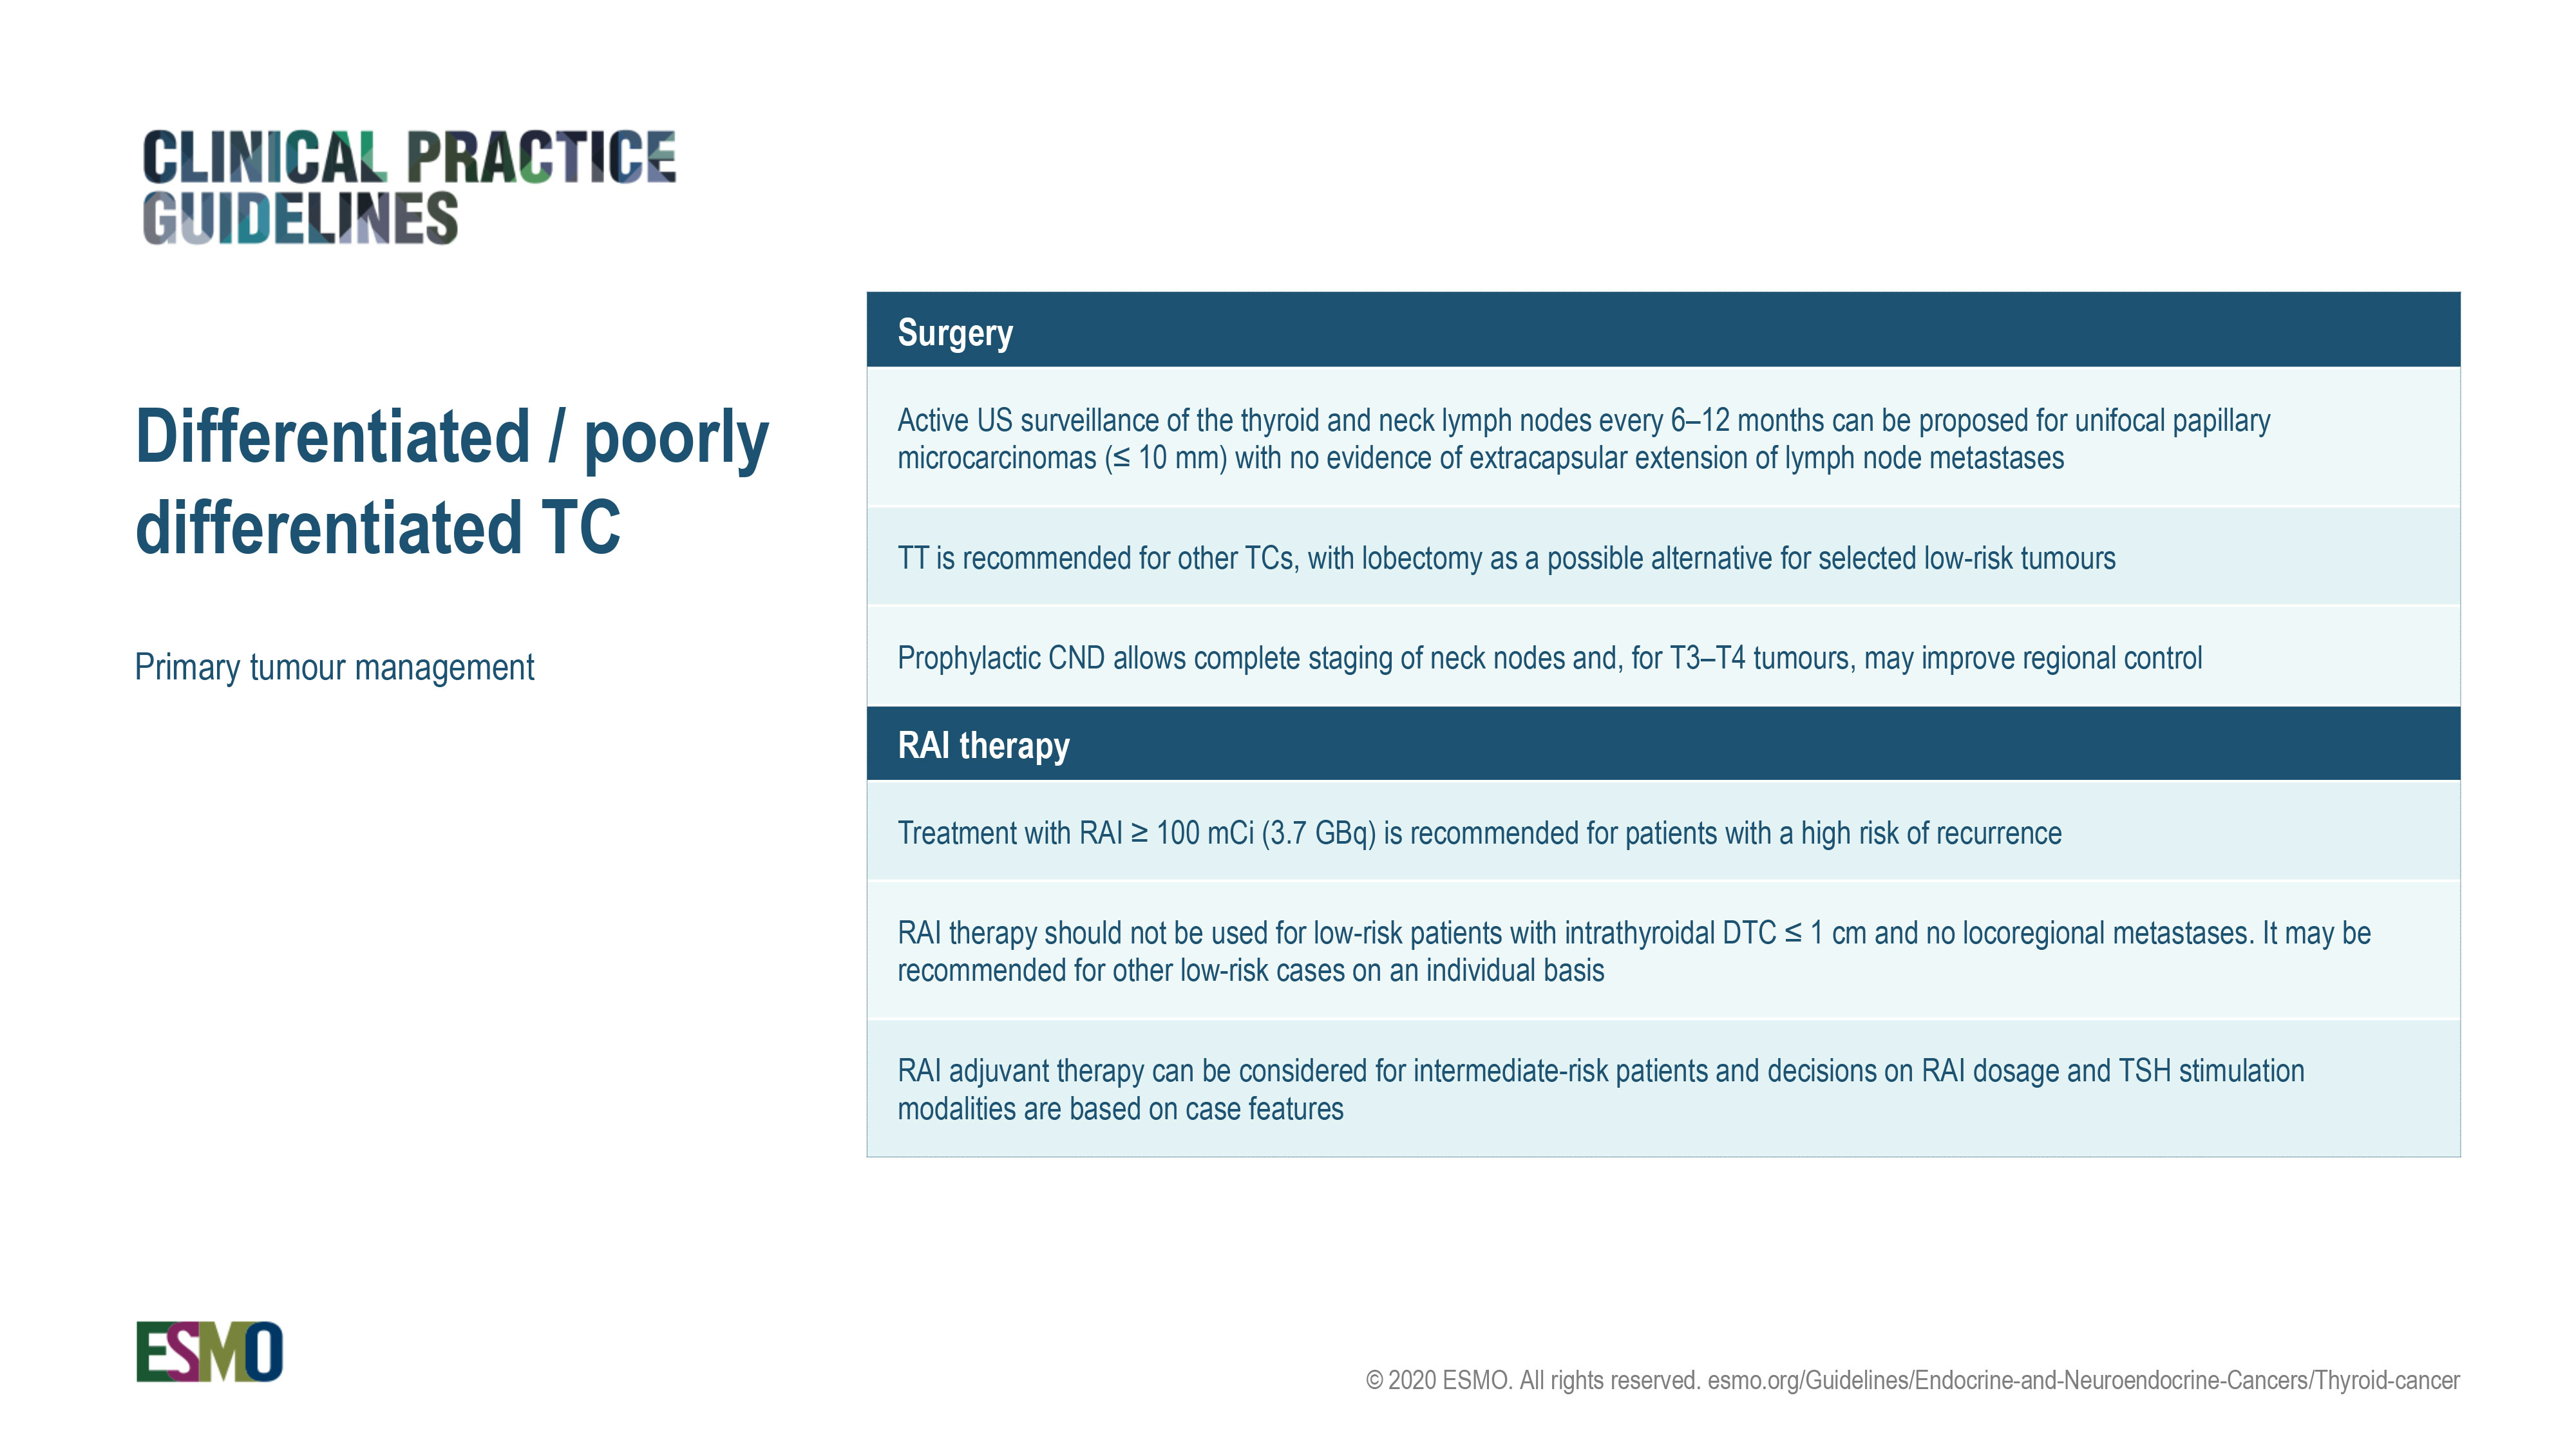 CLINICAL PRACTICE
GUIDELINES
Differentiated / poorly
differentiated TC
Primary tumour management
Surgery
Active US surveillance of the thyroid and neck lymph nodes every 6–12 months can be proposed for unifocal papillary
microcarcinomas (≤ 10 mm) with no evidence of extracapsular extension of lymph node metastases
TT is recommended for other TCs, with lobectomy as a possible alternative for selected low-risk tumours
Prophylactic CND allows complete staging of neck nodes and, for T3–T4 tumours, may improve regional control
RAI therapy
Treatment with RAI ≥ 100 mCi (3.7 GBq) is recommended for patients with a high risk of recurrence
RAI therapy should not be used for low-risk patients with intrathyroidal DTC ≤ 1 cm and no locoregional metastases. It may be
recommended for other low-risk cases on an individual basis
RAI adjuvant therapy can be considered for intermediate-risk patients and decisions on RAI dosage and TSH stimulation
modalities are based on case features
ESMO
© 2020 ESMO. All rights reserved. esmo.org/Guidelines/Endocrine-and-Neuroendocrine-Cancers/Thyroid-cancer